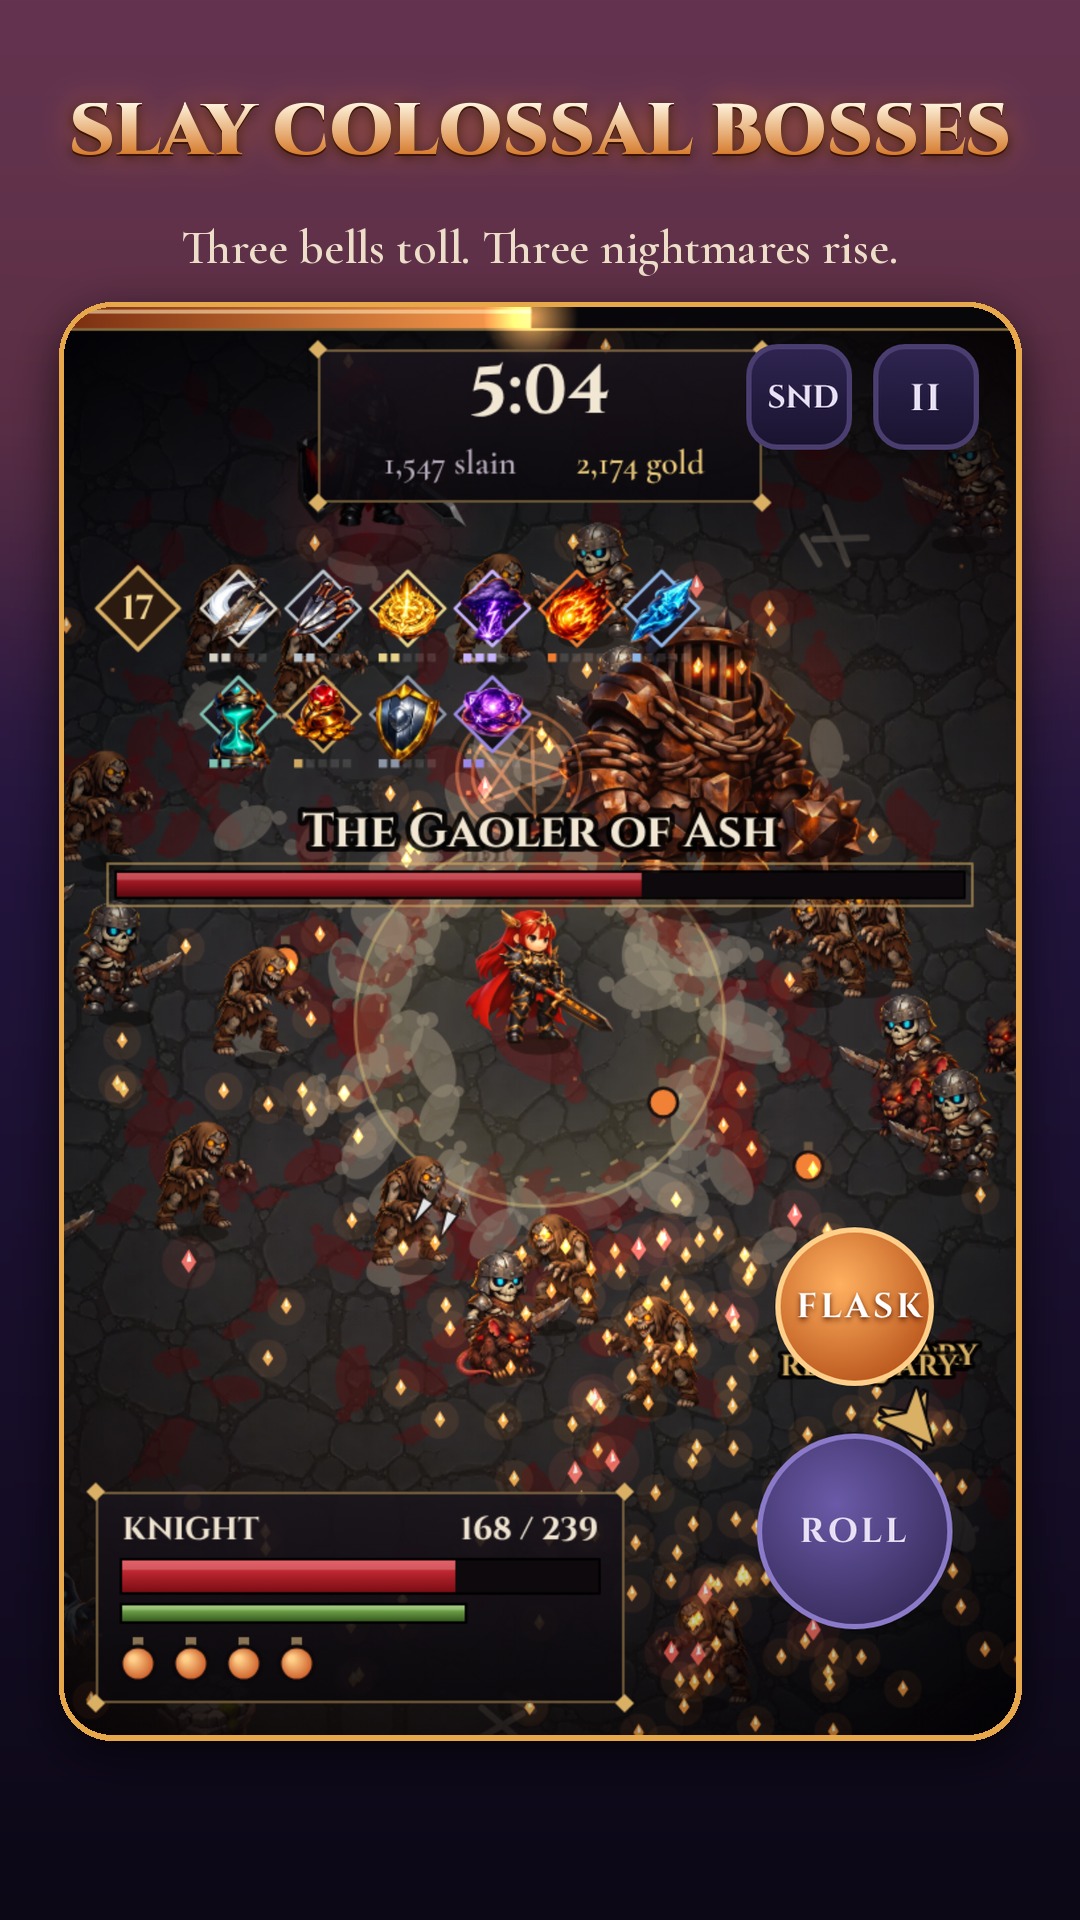 SLAY COLOSSAL BOSSES
Three bells toll. Three nightmares rise.
5:04
1,547 slain 2,174 gold
SND
II
17
THE GAOLER OF ASH
FLASK
ROLL
KNIGHT 168 / 239